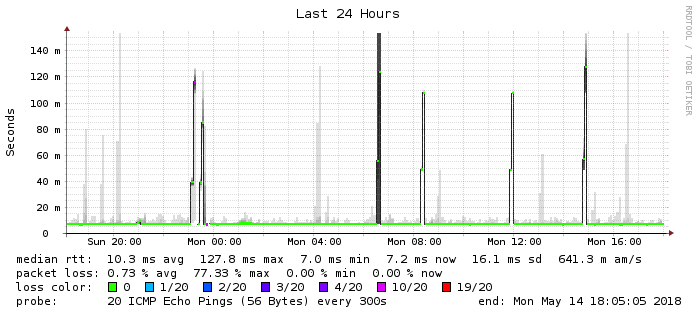 Last 24 Hours
RRDTOOL / TOBI OETIKER
Seconds
140 m
120 m
100 m
80 m
60 m
40 m
20 m
0
Sun 20:00 Mon 00:00 Mon 04:00 Mon 08:00 Mon 12:00 Mon 16:00
median rtt: 10.3 ms avg 127.8 ms max 7.0 ms min 7.2 ms now 16.1 ms sd 641.3 m am/s
packet loss: 0.73 % avg 77.33 % max 0.00 % min 0.00 % now
loss color: 0 1/20 2/20 3/20 4/20 10/20 19/20
probe: 20 ICMP Echo Pings (56 Bytes) every 300s end: Mon May 14 18:05:05 2018